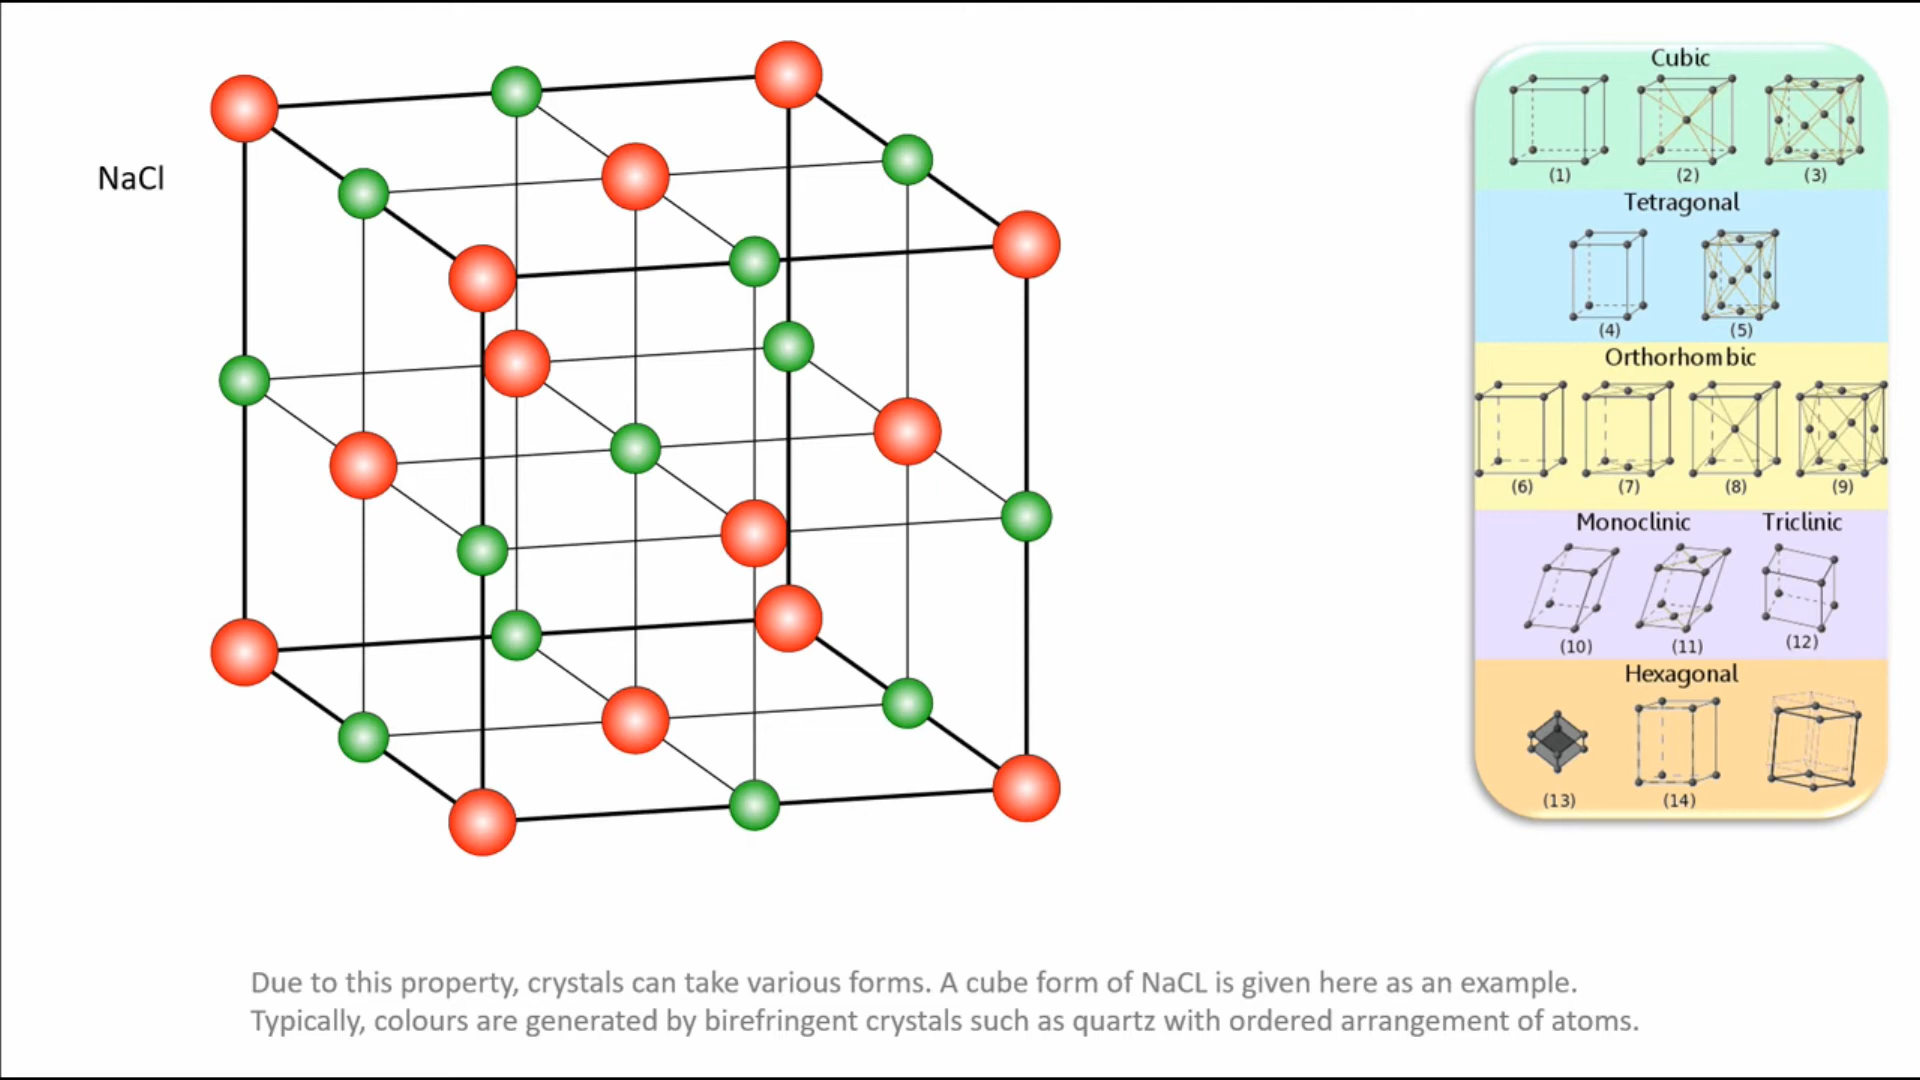 NaCl
Cubic
(1) (2) (3)
Tetragonal
(4) (5)
Orthorhombic
(6) (7) (8) (9)
Monoclinic Triclinic
(10) (11) (12)
Hexagonal
(13) (14)
Due to this property, crystals can take various forms. A cube form of NaCL is given here as an example.
Typically, colours are generated by birefringent crystals such as quartz with ordered arrangement of atoms.